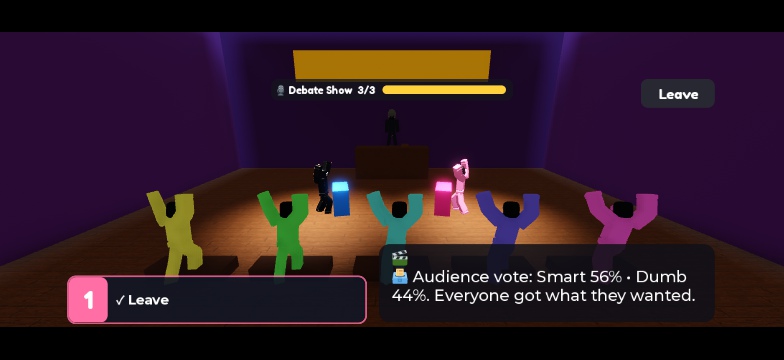 🎙️ Debate Show 3/3
Leave
🎬
🗳️ Audience vote: Smart 56% • Dumb
44%. Everyone got what they wanted.
1 ✓ Leave